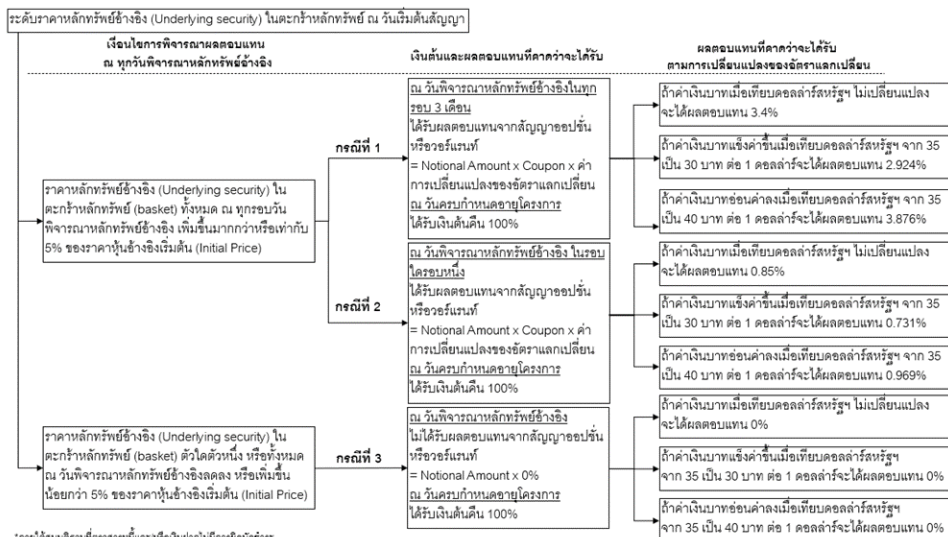 ระดับราคาหลักทรัพย์อ้างอิง (Underlying security) ในตะกร้าหลักทรัพย์ ณ วันเริ่มต้นสัญญา
เงื่อนไขการพิจารณาผลตอบแทน
ณ ทุกวันพิจารณาหลักทรัพย์อ้างอิง
เงินต้นและผลตอบแทนที่คาดว่าจะได้รับ
ผลตอบแทนที่คาดว่าจะได้รับ
ตามการเปลี่ยนแปลงของอัตราแลกเปลี่ยน
ราคาหลักทรัพย์อ้างอิง (Underlying security) ใน
ตะกร้าหลักทรัพย์ (basket) ทั้งหมด ณ ทุกรอบวัน
พิจารณาหลักทรัพย์อ้างอิง เพิ่มขึ้นมากกว่าหรือเท่ากับ
5% ของราคาหุ้นอ้างอิงเริ่มต้น (Initial Price)
กรณีที่ 1
ณ วันพิจารณาหลักทรัพย์อ้างอิงในทุก
รอบ 3 เดือน
ได้รับผลตอบแทนจากสัญญาออปชั่น
หรือวอร์แรนท์
= Notional Amount x Coupon x ค่า
การเปลี่ยนแปลงของอัตราแลกเปลี่ยน
ณ วันครบกำหนดอายุโครงการ
ได้รับเงินต้นคืน 100%
ถ้าค่าเงินบาทเมื่อเทียบดอลล่าร์สหรัฐฯ ไม่เปลี่ยนแปลง
จะได้ผลตอบแทน 3.4%
ถ้าค่าเงินบาทแข็งค่าขึ้นเมื่อเทียบดอลล่าร์สหรัฐฯ จาก 35
เป็น 30 บาท ต่อ 1 ดอลล่าร์จะได้ผลตอบแทน 2.924%
ถ้าค่าเงินบาทอ่อนค่าลงเมื่อเทียบดอลล่าร์สหรัฐฯ จาก 35
เป็น 40 บาท ต่อ 1 ดอลล่าร์จะได้ผลตอบแทน 3.876%
กรณีที่ 2
ณ วันพิจารณาหลักทรัพย์อ้างอิง ในรอบ
ใดรอบหนึ่ง
ได้รับผลตอบแทนจากสัญญาออปชั่น
หรือวอร์แรนท์
= Notional Amount x Coupon x ค่า
การเปลี่ยนแปลงของอัตราแลกเปลี่ยน
ณ วันครบกำหนดอายุโครงการ
ได้รับเงินต้นคืน 100%
ถ้าค่าเงินบาทเมื่อเทียบดอลล่าร์สหรัฐฯ ไม่เปลี่ยนแปลง
จะได้ผลตอบแทน 0.85%
ถ้าค่าเงินบาทแข็งค่าขึ้นเมื่อเทียบดอลล่าร์สหรัฐฯ จาก 35
เป็น 30 บาท ต่อ 1 ดอลล่าร์จะได้ผลตอบแทน 0.731%
ถ้าค่าเงินบาทอ่อนค่าลงเมื่อเทียบดอลล่าร์สหรัฐฯ จาก 35
เป็น 40 บาท ต่อ 1 ดอลล่าร์จะได้ผลตอบแทน 0.969%
ราคาหลักทรัพย์อ้างอิง (Underlying security) ใน
ตะกร้าหลักทรัพย์ (basket) ตัวใดตัวหนึ่ง หรือทั้งหมด
ณ วันพิจารณาหลักทรัพย์อ้างอิงลดลง หรือเพิ่มขึ้น
น้อยกว่า 5% ของราคาหุ้นอ้างอิงเริ่มต้น (Initial Price)
กรณีที่ 3
ณ วันพิจารณาหลักทรัพย์อ้างอิง
ไม่ได้รับผลตอบแทนจากสัญญาออปชั่น
หรือวอร์แรนท์
= Notional Amount x 0%
ณ วันครบกำหนดอายุโครงการ
ได้รับเงินต้นคืน 100%
ถ้าค่าเงินบาทเมื่อเทียบดอลล่าร์สหรัฐฯ ไม่เปลี่ยนแปลง
จะได้ผลตอบแทน 0%
ถ้าค่าเงินบาทแข็งค่าขึ้นเมื่อเทียบดอลล่าร์สหรัฐฯ
จาก 35 เป็น 30 บาท ต่อ 1 ดอลล่าร์จะได้ผลตอบแทน 0%
ถ้าค่าเงินบาทอ่อนค่าลงเมื่อเทียบดอลล่าร์สหรัฐฯ
จาก 35 เป็น 40 บาท ต่อ 1 ดอลล่าร์จะได้ผลตอบแทน 0%